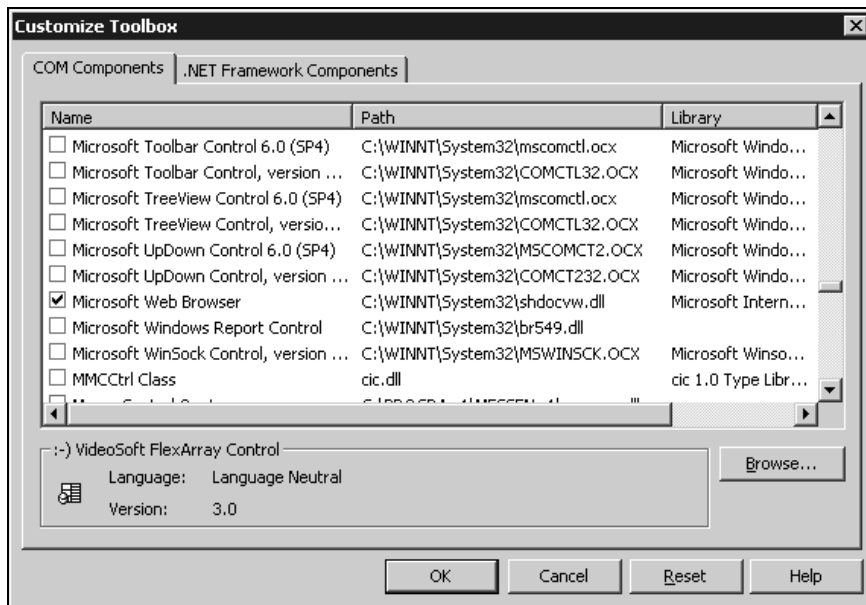 Customize Toolbox
COM Components .NET Framework Components
Name Path Library
Microsoft Toolbar Control 6.0 (SP4) C:\WINNT\System32\mscomctl.ocx Microsoft Windo...
Microsoft Toolbar Control, version ... C:\WINNT\System32\COMCTL32.OCX Microsoft Windo...
Microsoft TreeView Control 6.0 (SP4) C:\WINNT\System32\mscomctl.ocx Microsoft Windo...
Microsoft TreeView Control, versio... C:\WINNT\System32\COMCTL32.OCX Microsoft Windo...
Microsoft UpDown Control 6.0 (SP4) C:\WINNT\System32\MSCOMCT2.OCX Microsoft Windo...
Microsoft UpDown Control, version ... C:\WINNT\System32\COMCT232.OCX Microsoft Windo...
Microsoft Web Browser C:\WINNT\System32\shdocvw.dll Microsoft Intern...
Microsoft Windows Report Control C:\WINNT\System32\br549.dll
Microsoft WinSock Control, version ... C:\WINNT\System32\MSWINSCK.OCX Microsoft Winso...
MMCCtrl Class cic.dll cic 1.0 Type Libr...
:-) VideoSoft FlexArray Control
Language: Language Neutral
Version: 3.0
Browse...
OK Cancel Reset Help